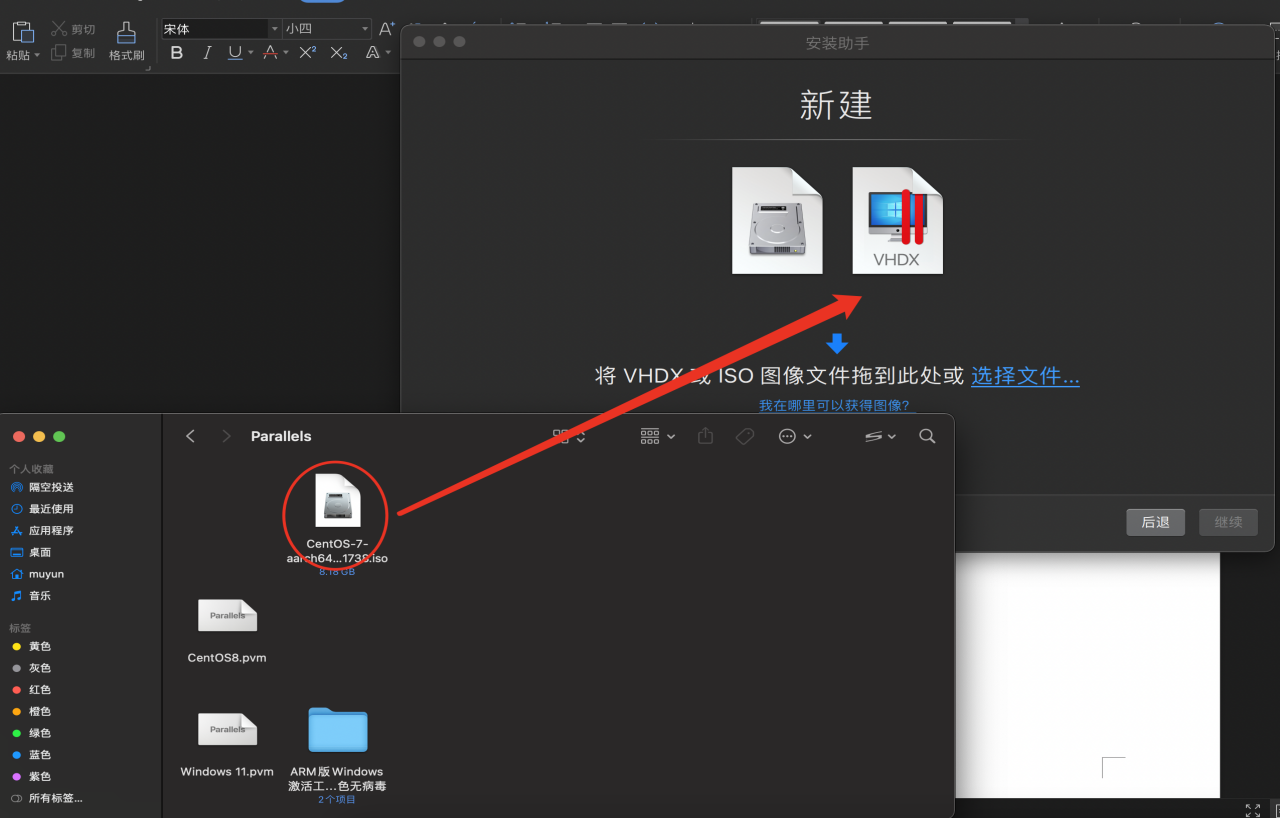 剪切
宋体
小四
A+
粘贴
复制
格式刷
B I U A X² X₂ A
安装助手
新建
VHDX
将 VHDX 或 ISO 图像文件拖到此处或 选择文件...
我在哪里可以获得图像?
后退
继续
Parallels
个人收藏
隔空投送
最近使用
应用程序
桌面
muyun
音乐
标签
黄色
灰色
红色
橙色
绿色
蓝色
紫色
所有标签...
CentOS-7-
aarch64...1738.iso
8.18 GB
Parallels
CentOS8.pvm
Parallels
Windows 11.pvm
ARM版Windows
激活工...色无病毒
2个项目